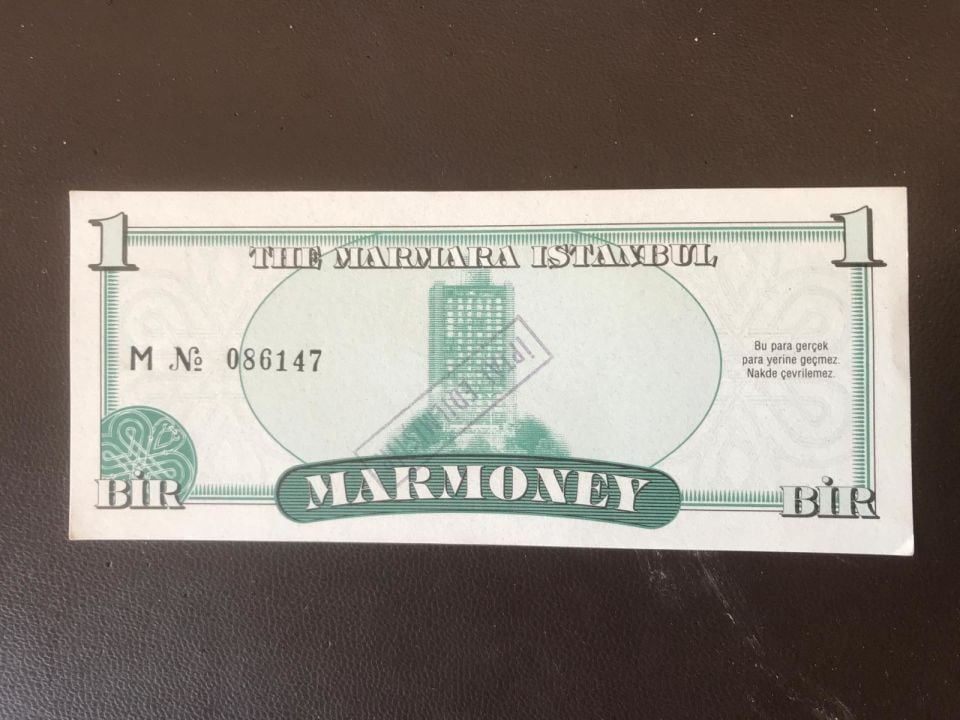 1 1
THE MARMARA ISTANBUL
M № 086147
Bu para gerçek
para yerine geçmez.
Nakde çevrilemez.
BİR MARMONEY BİR